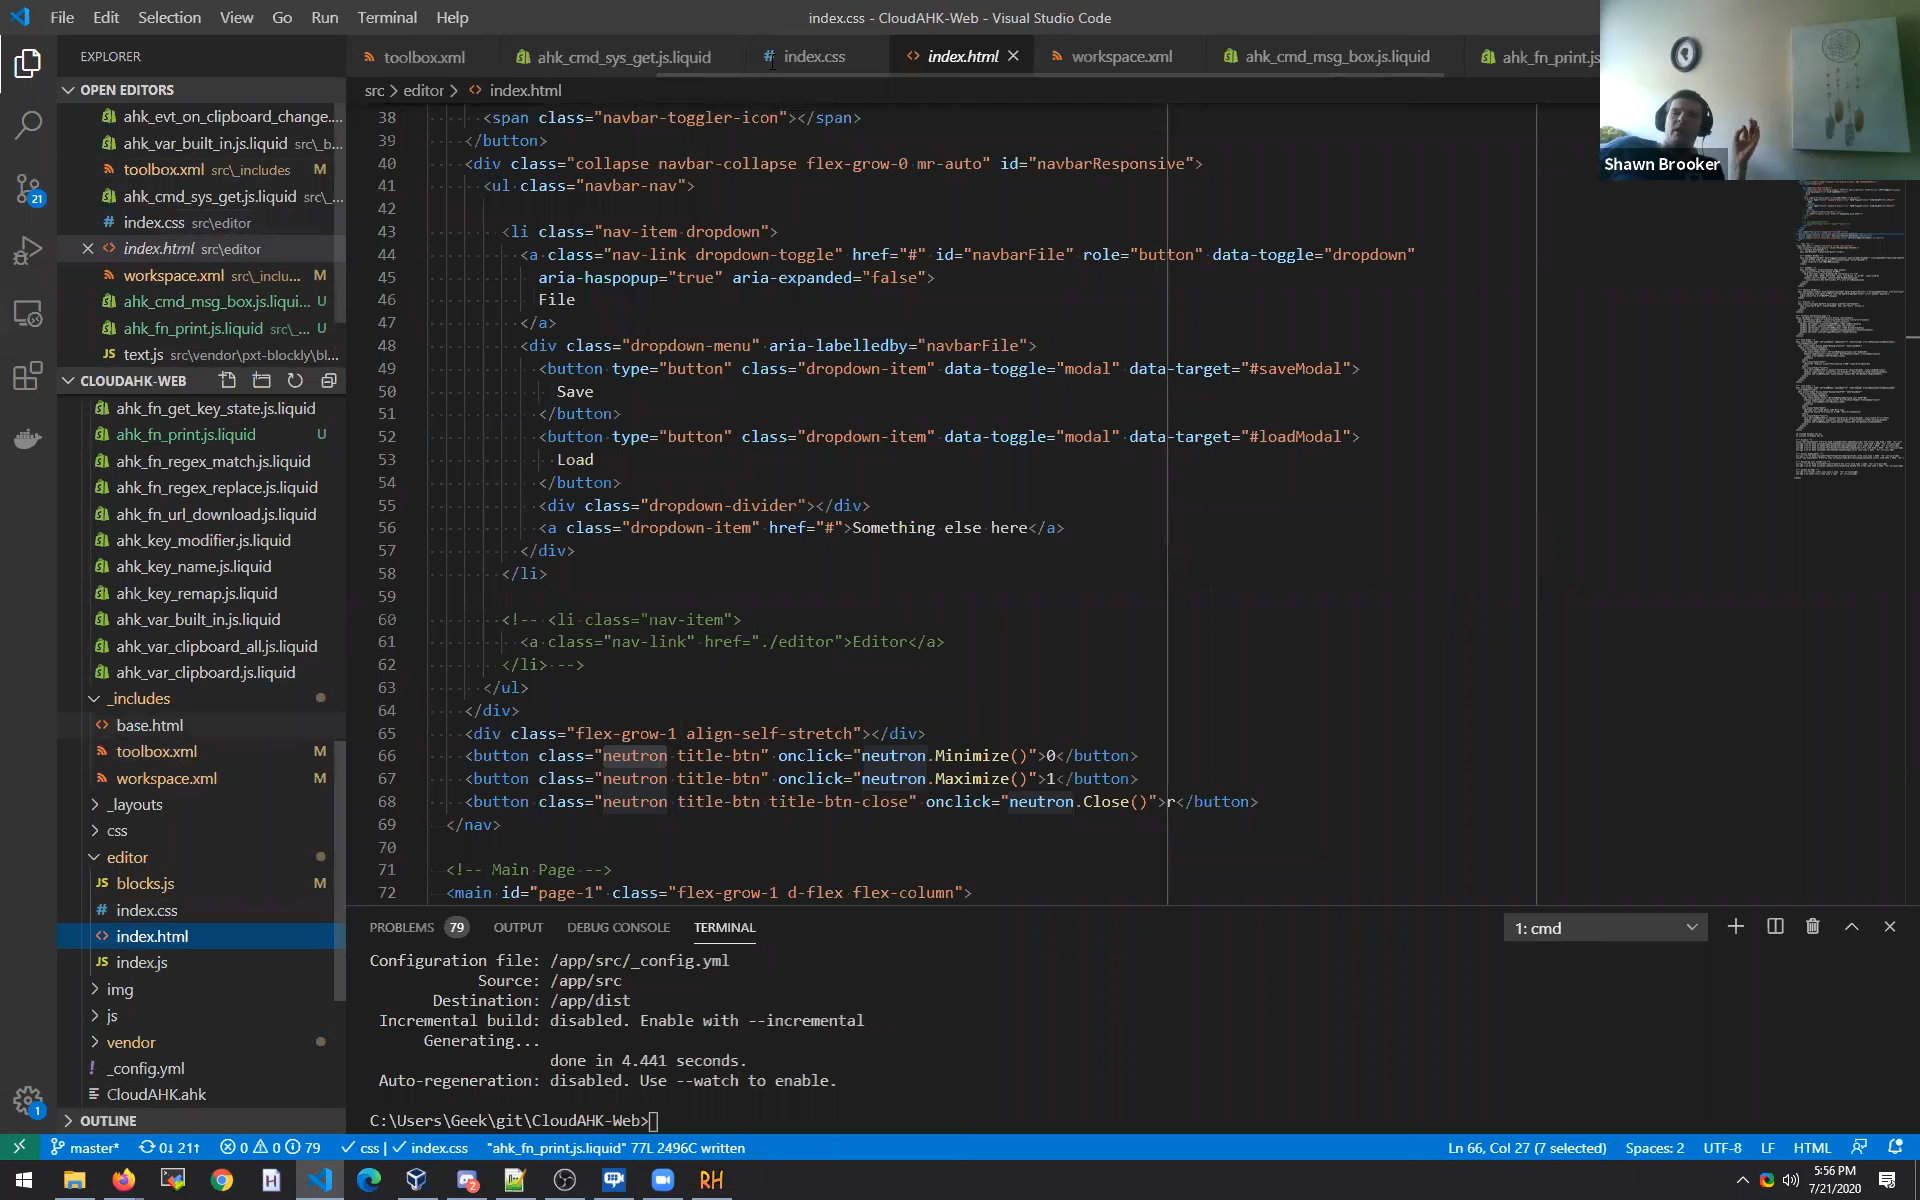 File Edit Selection View Go Run Terminal Help
index.css - CloudAHK-Web - Visual Studio Code
EXPLORER
OPEN EDITORS
ahk_evt_on_clipboard_change....
ahk_var_built_in.js.liquid src\_b...
toolbox.xml src\_includes M
ahk_cmd_sys_get.js.liquid src\_...
# index.css src\editor
<> index.html src\editor
workspace.xml src\_inclu... M
ahk_cmd_msg_box.js.liqui... U
ahk_fn_print.js.liquid src\_... U
JS text.js src\vendor\pxt-blockly\bl...
CLOUDAHK-WEB
ahk_fn_get_key_state.js.liquid
ahk_fn_print.js.liquid U
ahk_fn_regex_match.js.liquid
ahk_fn_regex_replace.js.liquid
ahk_fn_url_download.js.liquid
ahk_key_modifier.js.liquid
ahk_key_name.js.liquid
ahk_key_remap.js.liquid
ahk_var_built_in.js.liquid
ahk_var_clipboard_all.js.liquid
ahk_var_clipboard.js.liquid
_includes
<> base.html
toolbox.xml M
workspace.xml M
_layouts
css
editor
JS blocks.js M
# index.css
<> index.html
JS index.js
img
js
vendor
! _config.yml
CloudAHK.ahk
OUTLINE
21
1
toolbox.xml ahk_cmd_sys_get.js.liquid # index.css <> index.html workspace.xml ahk_cmd_msg_box.js.liquid ahk_fn_print.js
src > editor > <> index.html
38 <span class="navbar-toggler-icon"></span>
39 </button>
40 <div class="collapse navbar-collapse flex-grow-0 mr-auto" id="navbarResponsive">
41 <ul class="navbar-nav">
42
43 <li class="nav-item dropdown">
44 <a class="nav-link dropdown-toggle" href="#" id="navbarFile" role="button" data-toggle="dropdown"
45 aria-haspopup="true" aria-expanded="false">
46 File
47 </a>
48 <div class="dropdown-menu" aria-labelledby="navbarFile">
49 <button type="button" class="dropdown-item" data-toggle="modal" data-target="#saveModal">
50 Save
51 </button>
52 <button type="button" class="dropdown-item" data-toggle="modal" data-target="#loadModal">
53 Load
54 </button>
55 <div class="dropdown-divider"></div>
56 <a class="dropdown-item" href="#">Something else here</a>
57 </div>
58 </li>
59
60 <!-- <li class="nav-item">
61 <a class="nav-link" href="./editor">Editor</a>
62 </li> -->
63 </ul>
64 </div>
65 <div class="flex-grow-1 align-self-stretch"></div>
66 <button class="neutron title-btn" onclick="neutron.Minimize()">0</button>
67 <button class="neutron title-btn" onclick="neutron.Maximize()">1</button>
68 <button class="neutron title-btn title-btn-close" onclick="neutron.Close()">r</button>
69 </nav>
70
71 <!-- Main Page -->
72 <main id="page-1" class="flex-grow-1 d-flex flex-column">
Shawn Brooker
PROBLEMS 79 OUTPUT DEBUG CONSOLE TERMINAL 1: cmd
Configuration file: /app/src/_config.yml
Source: /app/src
Destination: /app/dist
Incremental build: disabled. Enable with --incremental
Generating...
done in 4.441 seconds.
Auto-regeneration: disabled. Use --watch to enable.
C:\Users\Geek\git\CloudAHK-Web>
master* 0↓ 21↑ 0 0 79 css | index.css "ahk_fn_print.js.liquid" 77L 2496C written Ln 66, Col 27 (7 selected) Spaces: 2 UTF-8 LF HTML
H 2 RH
5:56 PM
7/21/2020